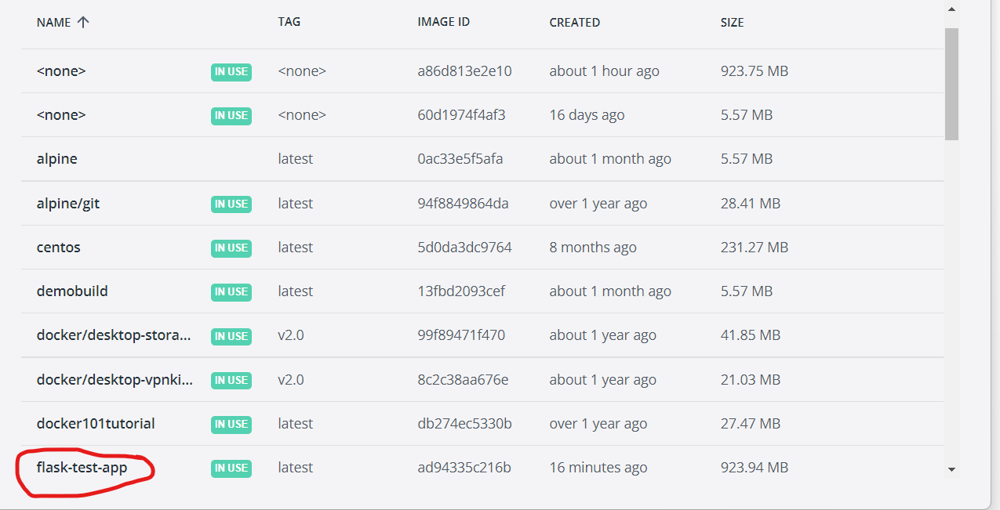 NAME TAG IMAGE ID CREATED SIZE
<none> IN USE <none> a86d813e2e10 about 1 hour ago 923.75 MB
<none> IN USE <none> 60d1974f4af3 16 days ago 5.57 MB
alpine latest 0ac33e5f5afa about 1 month ago 5.57 MB
alpine/git IN USE latest 94f8849864da over 1 year ago 28.41 MB
centos IN USE latest 5d0da3dc9764 8 months ago 231.27 MB
demobuild IN USE latest 13fbd2093cef about 1 month ago 5.57 MB
docker/desktop-stora... IN USE v2.0 99f89471f470 about 1 year ago 41.85 MB
docker/desktop-vpnki... IN USE v2.0 8c2c38aa676e about 1 year ago 21.03 MB
docker101tutorial IN USE latest db274ec5330b over 1 year ago 27.47 MB
flask-test-app IN USE latest ad94335c216b 16 minutes ago 923.94 MB